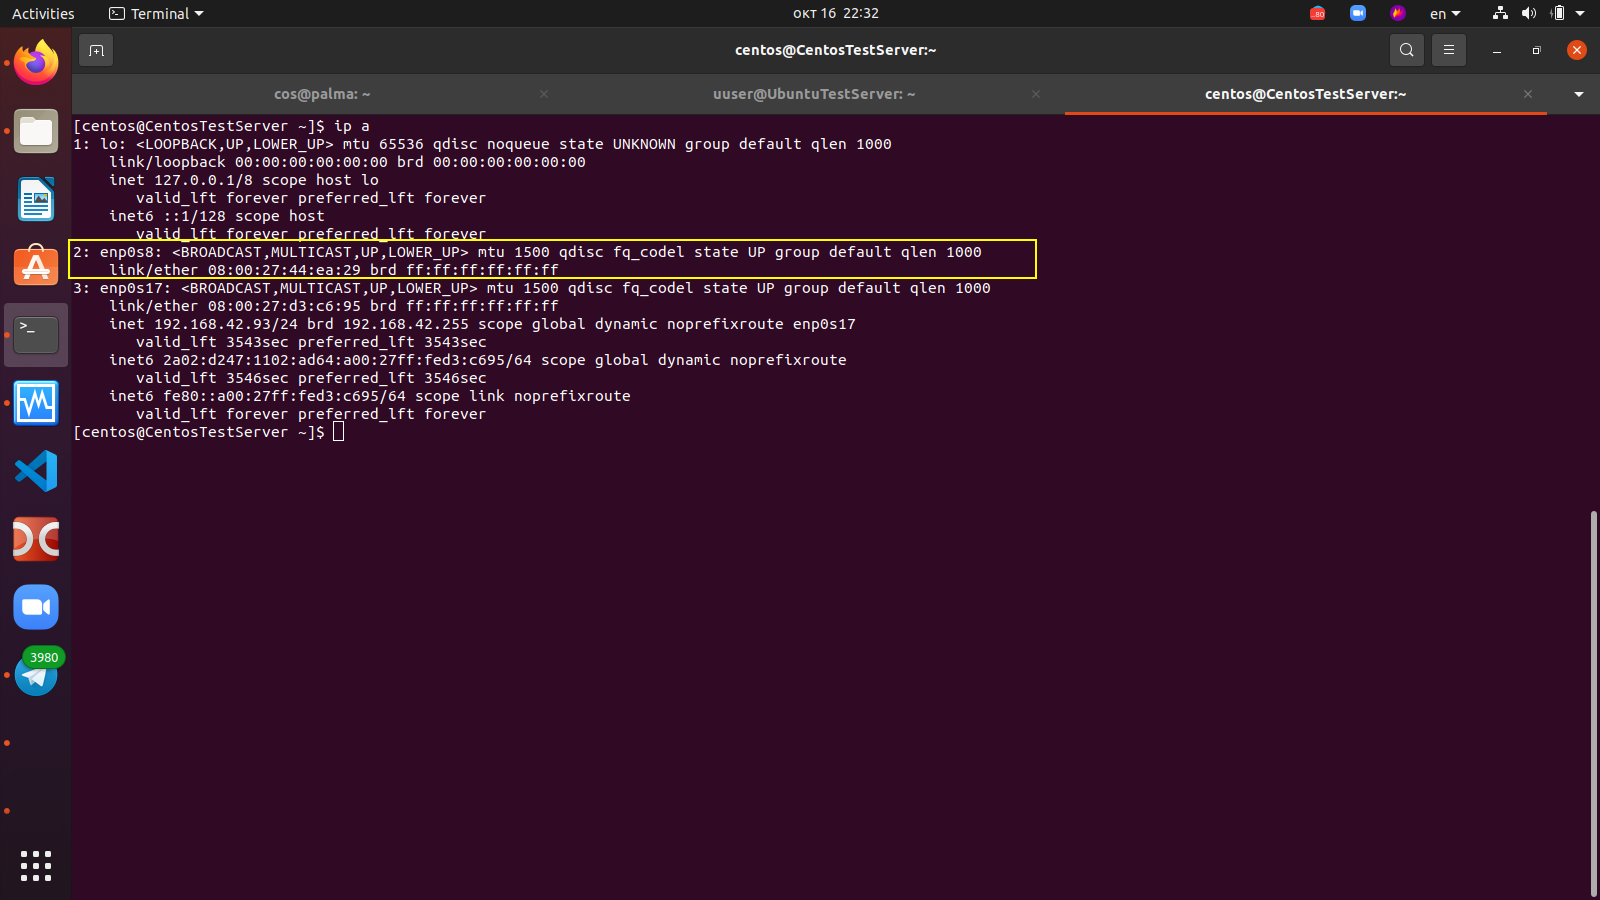 Activities
Terminal
окт 16 22:32
80
en
centos@CentosTestServer:~
cos@palma: ~
uuser@UbuntuTestServer: ~
centos@CentosTestServer:~
[centos@CentosTestServer ~]$ ip a
1: lo: <LOOPBACK,UP,LOWER_UP> mtu 65536 qdisc noqueue state UNKNOWN group default qlen 1000
link/loopback 00:00:00:00:00:00 brd 00:00:00:00:00:00
inet 127.0.0.1/8 scope host lo
valid_lft forever preferred_lft forever
inet6 ::1/128 scope host
valid_lft forever preferred_lft forever
2: enp0s8: <BROADCAST,MULTICAST,UP,LOWER_UP> mtu 1500 qdisc fq_codel state UP group default qlen 1000
link/ether 08:00:27:44:ea:29 brd ff:ff:ff:ff:ff:ff
3: enp0s17: <BROADCAST,MULTICAST,UP,LOWER_UP> mtu 1500 qdisc fq_codel state UP group default qlen 1000
link/ether 08:00:27:d3:c6:95 brd ff:ff:ff:ff:ff:ff
inet 192.168.42.93/24 brd 192.168.42.255 scope global dynamic noprefixroute enp0s17
valid_lft 3543sec preferred_lft 3543sec
inet6 2a02:d247:1102:ad64:a00:27ff:fed3:c695/64 scope global dynamic noprefixroute
valid_lft 3546sec preferred_lft 3546sec
inet6 fe80::a00:27ff:fed3:c695/64 scope link noprefixroute
valid_lft forever preferred_lft forever
[centos@CentosTestServer ~]$
>_
3980